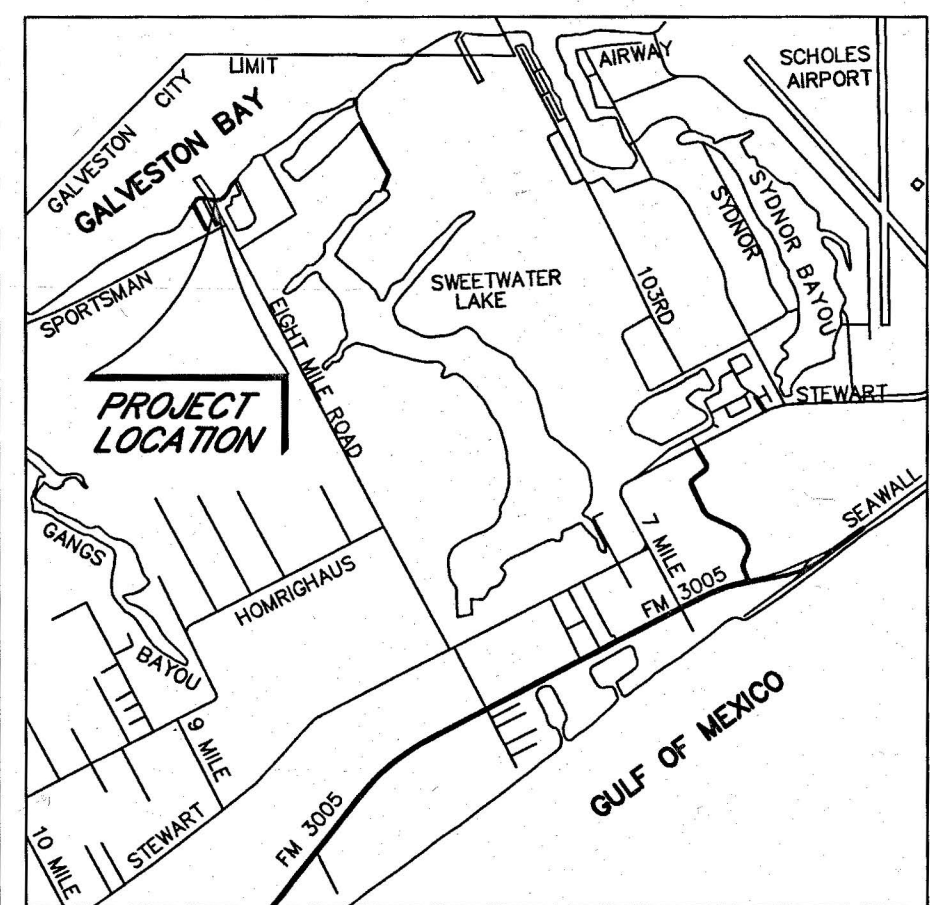 SCHOLES
AIRPORT
AIRWAY
GALVESTON CITY LIMIT
GALVESTON BAY
SYDNOR
SYDNOR BAYOU
SWEETWATER
LAKE
103RD
SPORTSMAN
EIGHT MILE ROAD
PROJECT
LOCATION
STEWART
SEAWALL
GANGS
BAYOU
HOMRIGHAUS
7 MILE
FM 3005
9 MILE
GULF OF MEXICO
10 MILE
STEWART
FM 3005